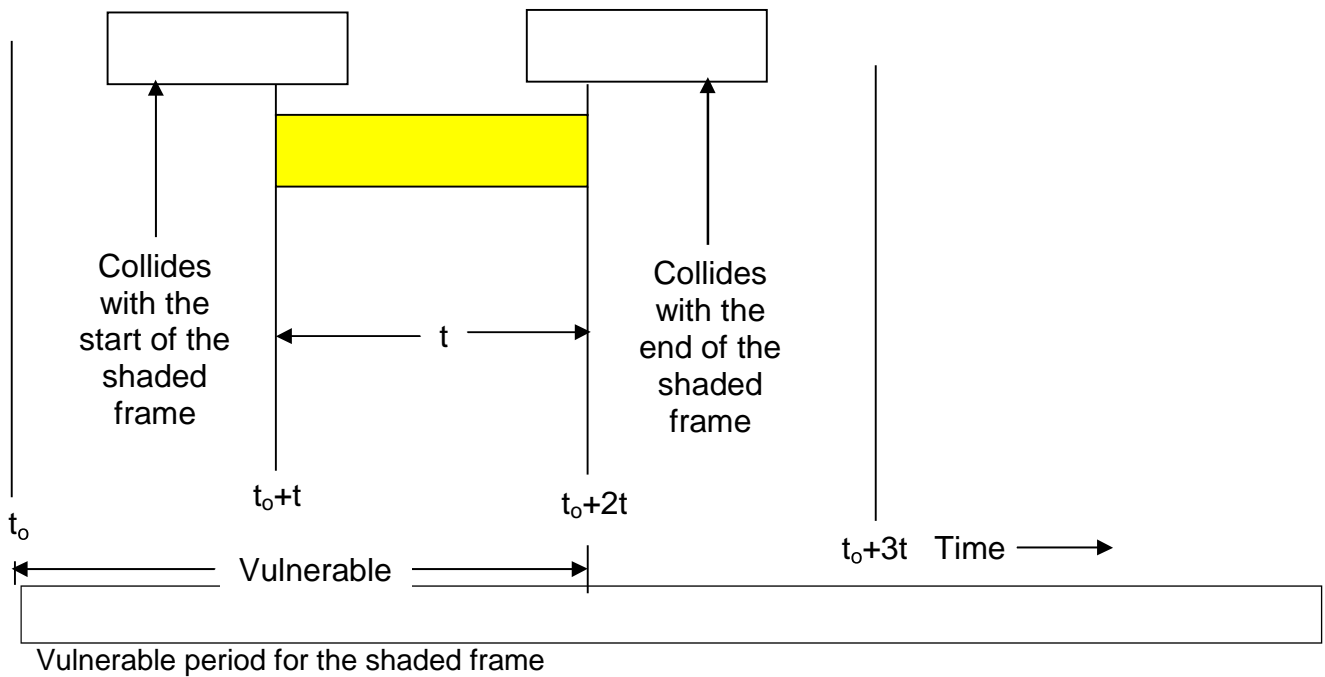 Collides
with the
start of the
shaded
frame
t
Collides
with the
end of the
shaded
frame
to
to+t
to+2t
to+3t Time
Vulnerable
Vulnerable period for the shaded frame